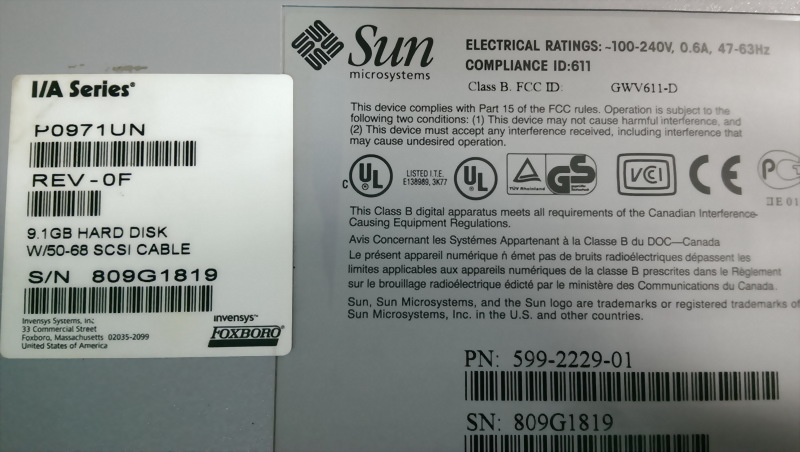 I/A Series®
P0971UN
REV-0F
9.1GB HARD DISK
W/50-68 SCSI CABLE
S/N 809G1819
Invensys Systems, Inc
33 Commercial Street
Foxboro, Massachusetts 02035-2099
United States of America
invensys™
FOXBORO®
Sun
microsystems
ELECTRICAL RATINGS: ~100-240V, 0.6A, 47-63Hz
COMPLIANCE ID:611
Class B. FCC ID: GWV611-D
This device complies with Part 15 of the FCC rules. Operation is subject to the
following two conditions: (1) This device may not cause harmful interference, and
(2) This device must accept any interference received, including interference that
may cause undesired operation.
C UL
LISTED I.T.E.
E138989, 3K77
UL
TÜV Rheinland
GS
VCI
CE
This Class B digital apparatus meets all requirements of the Canadian Interference-
Causing Equipment Regulations.
Avis Concernant les Systémes Appartenant à la Classe B du DOC—Canada
Le présent appareil numérique ń émet pas de bruits radioélectriques dépassent les
limites applicables aux appareils numériques de la classe B prescrites dans le Règlement
sur le brouillage radioélectrique édicté par le ministère des Communications du Canada.
Sun, Sun Microsystems, and the Sun logo are trademarks or registered trademarks of
Sun Microsystems, Inc. in the U.S. and other countries.
PN: 599-2229-01
SN: 809G1819